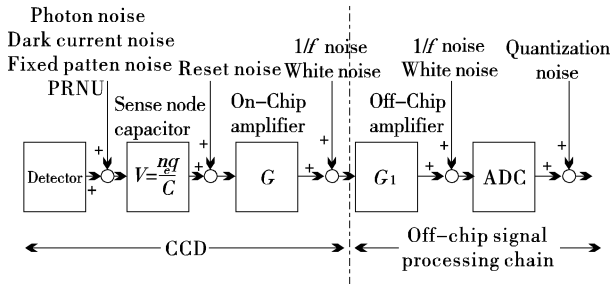 Photon noise
Dark current noise
Fixed patten noise
PRNU
Reset noise
1/f noise
White noise
1/f noise
White noise
Quantization
noise
Sense node
capacitor
On-Chip
amplifier
Off-Chip
amplifier
+ + + + + + + + + +
Detector
V=nqe/C
G
G1
ADC
CCD
Off-chip signal
processing chain